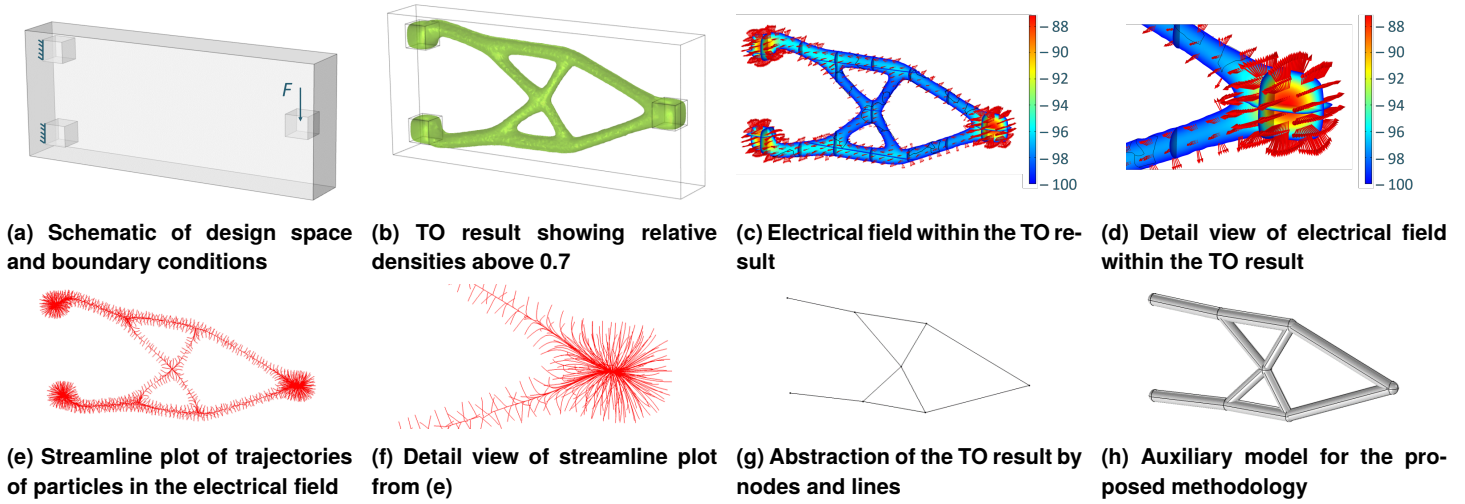 F
– 88
– 90
– 92
– 94
– 96
– 98
– 100
– 88
– 90
– 92
– 94
– 96
– 98
– 100
(a) Schematic of design space
and boundary conditions
(b) TO result showing relative
densities above 0.7
(c) Electrical field within the TO re-
sult
(d) Detail view of electrical field
within the TO result
(e) Streamline plot of trajectories
of particles in the electrical field
(f) Detail view of streamline plot
from (e)
(g) Abstraction of the TO result by
nodes and lines
(h) Auxiliary model for the pro-
posed methodology